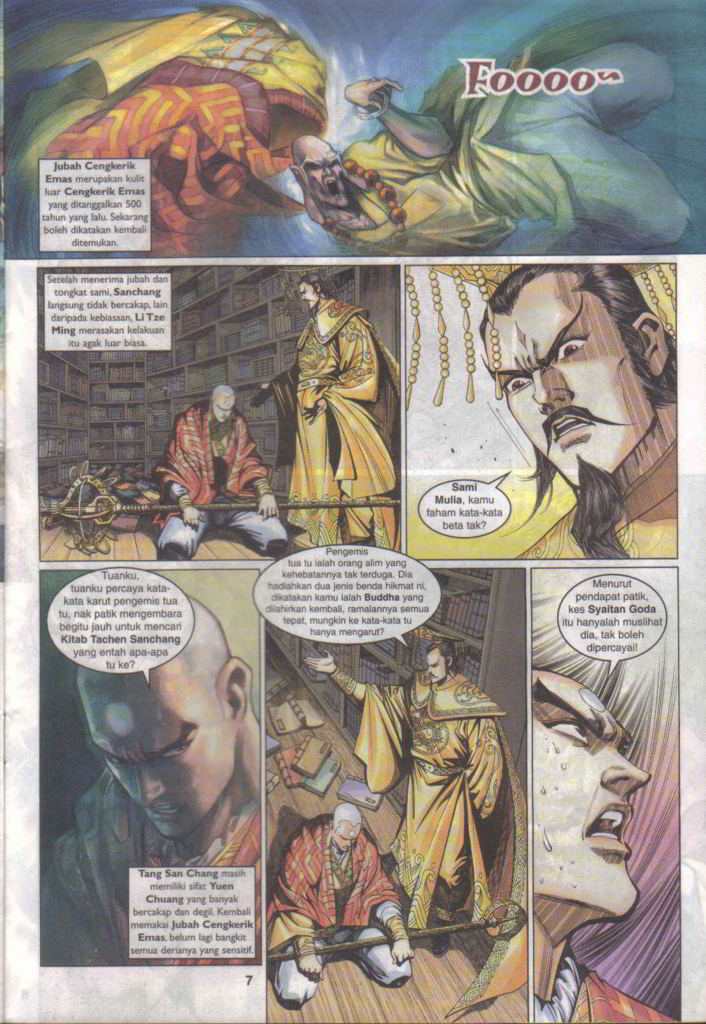 Foooo~
Jubah Cengkerik
Emas merupakan kulit
luar Cengkerik Emas
yang ditanggalkan 500
tahun yang lalu. Sekarang
boleh dikatakan kembali
ditemukan.
Setelah menerima jubah dan
tongkat sami, Sanchang
langsung tidak bercakap, lain
daripada kebiasaan, Li Tze
Ming merasakan kelakuan
itu agak luar biasa.
Sami
Mulia, kamu
faham kata-kata
beta tak?
Tuanku,
tuanku percaya kata-
kata karut pengemis tua
tu, nak patik mengembara
begitu jauh untuk mencari
Kitab Tachen Sanchang
yang entah apa-apa
tu ke?
Tang San Chang masih
memiliki sifat Yuen
Chuang yang banyak
bercakap dan degil. Kembali
memakai Jubah Cengkerik
Emas, belum lagi bangkit
semua derianya yang sensitif.
Pengemis
tua tu ialah orang alim yang
kehebatannya tak terduga. Dia
hadiahkan dua jenis benda hikmat ni,
dikatakan kamu ialah Buddha yang
dilahirkan kembali, ramalannya semua
tepat, mungkin ke kata-kata tu
hanya mengarut?
Menurut
pendapat patik,
kes Syaitan Goda
itu hanyalah muslihat
dia, tak boleh
dipercayai!
7